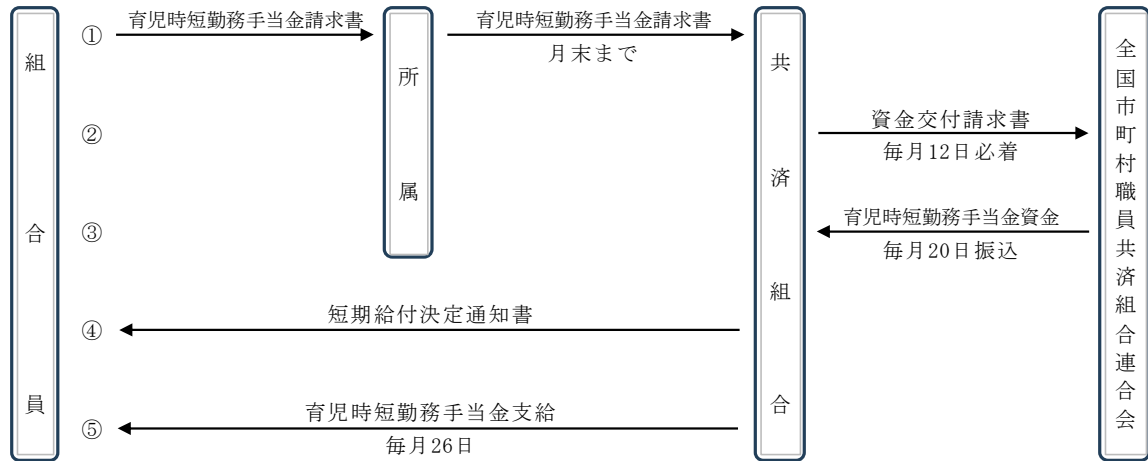 組合員
①
育児時短勤務手当金請求書
所属
育児時短勤務手当金請求書
月末まで
共済組合
全国市町村職員共済組合連合会
②
資金交付請求書
毎月12日必着
③
育児時短勤務手当金資金
毎月20日振込
④
短期給付決定通知書
⑤
育児時短勤務手当金支給
毎月26日